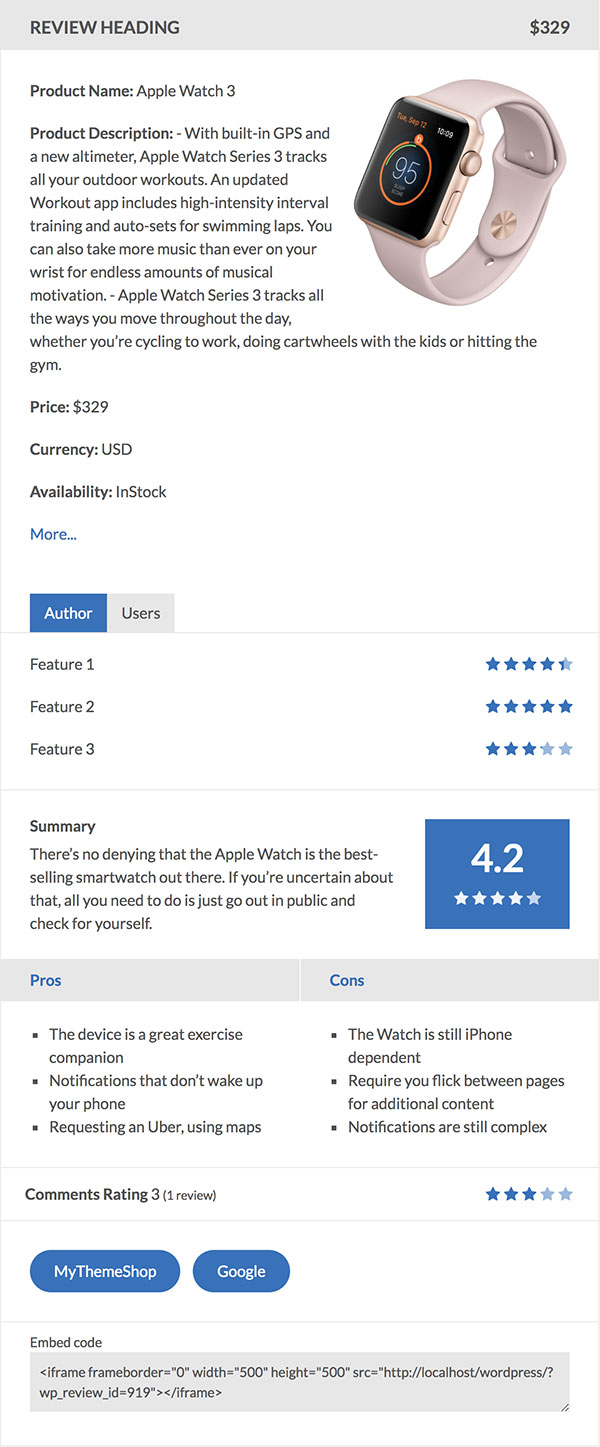 REVIEW HEADING $329
Product Name: Apple Watch 3
Product Description: - With built-in GPS and
a new altimeter, Apple Watch Series 3 tracks
all your outdoor workouts. An updated
Workout app includes high-intensity interval
training and auto-sets for swimming laps. You
can also take more music than ever on your
wrist for endless amounts of musical
motivation. - Apple Watch Series 3 tracks all
the ways you move throughout the day,
whether you’re cycling to work, doing cartwheels with the kids or hitting the
gym.
Tue, Sep 12
10:09
95
SLEEP
SCORE
Price: $329
Currency: USD
Availability: InStock
More...
Author Users
Feature 1
Feature 2
Feature 3
Summary
There’s no denying that the Apple Watch is the best-
selling smartwatch out there. If you’re uncertain about
that, all you need to do is just go out in public and
check for yourself.
4.2
Pros
The device is a great exercise
companion
Notifications that don’t wake up
your phone
Requesting an Uber, using maps
Cons
The Watch is still iPhone
dependent
Require you flick between pages
for additional content
Notifications are still complex
Comments Rating 3 (1 review)
MyThemeShop Google
Embed code
<iframe frameborder="0" width="500" height="500" src="http://localhost/wordpress/?
wp_review_id=919"></iframe>